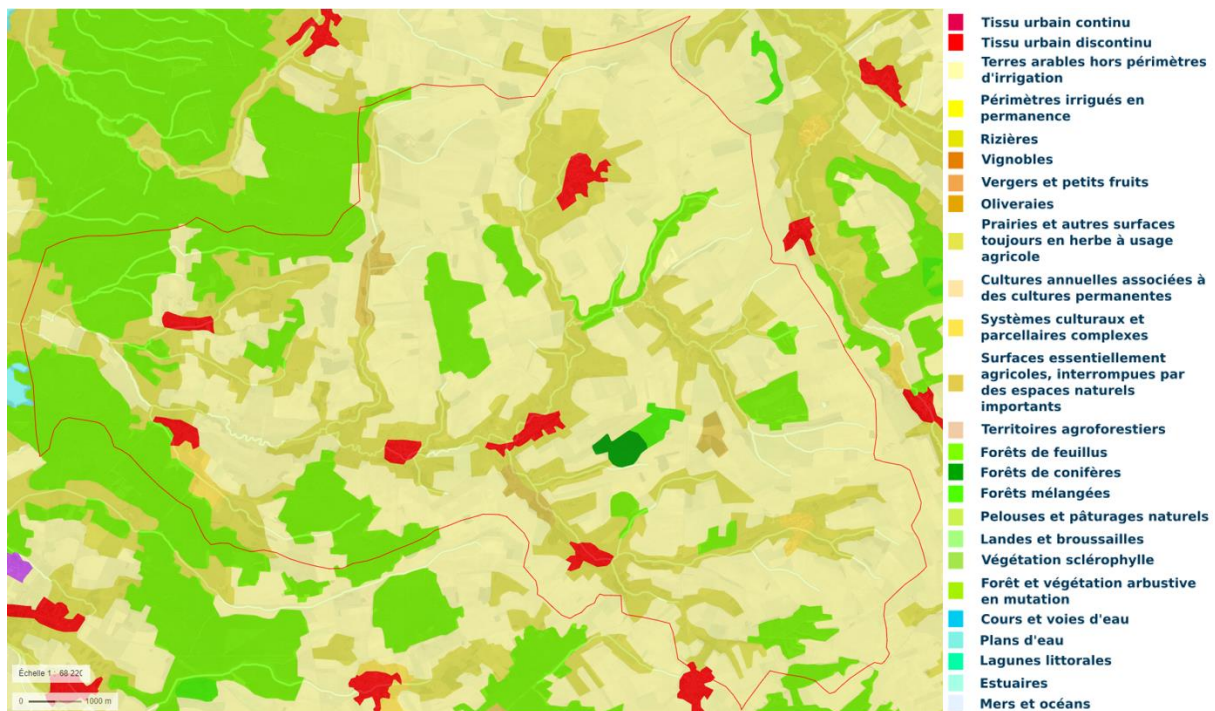 Tissu urbain continu
Tissu urbain discontinu
Terres arables hors périmètres
d'irrigation
Périmètres irrigués en
permanence
Rizières
Vignobles
Vergers et petits fruits
Oliveraies
Prairies et autres surfaces
toujours en herbe à usage
agricole
Cultures annuelles associées à
des cultures permanentes
Systèmes culturaux et
parcellaires complexes
Surfaces essentiellement
agricoles, interrompues par
des espaces naturels
importants
Territoires agroforestiers
Forêts de feuillus
Forêts de conifères
Forêts mélangées
Pelouses et pâturages naturels
Landes et broussailles
Végétation sclérophylle
Forêt et végétation arbustive
en mutation
Cours et voies d'eau
Plans d'eau
Lagunes littorales
Estuaires
Mers et océans
Échelle 1 : 68 220
0 1000 m